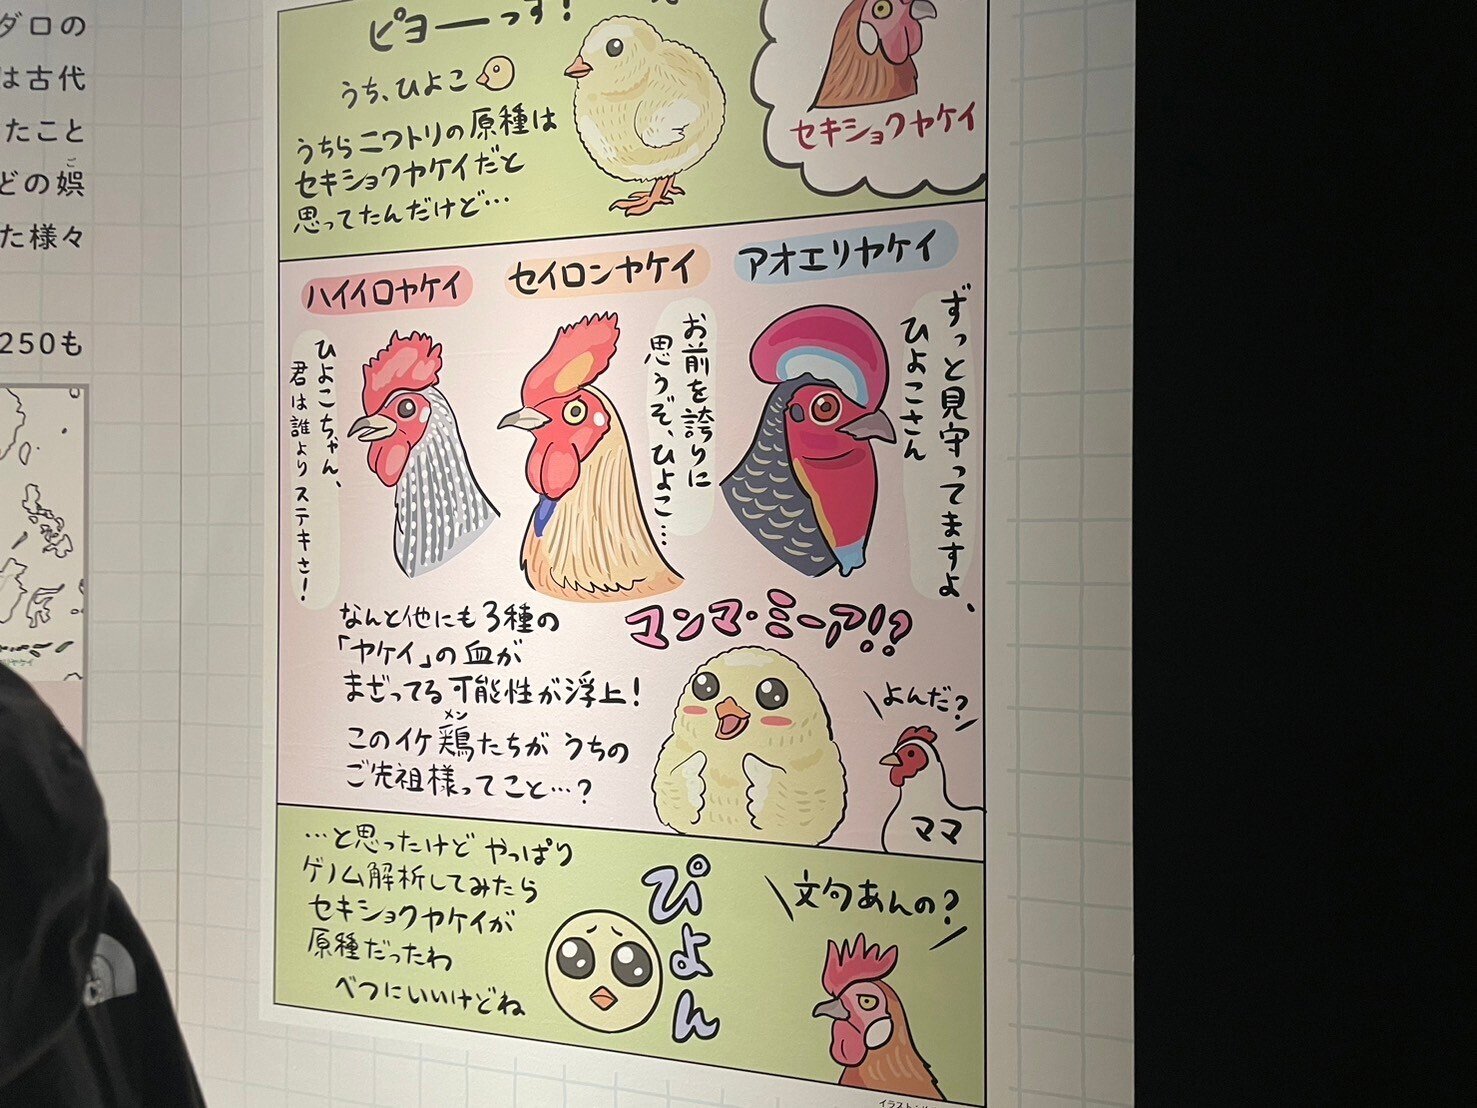 ダロの
は古代
たこと
どの娯
ご
た様々
250も
ピヨーっす!
うち、ひよこ
うちらニワトリの原種は
セキショクヤケイだと
思ってたんだけど…
セキショクヤケイ
ハイイロヤケイ
セイロンヤケイ
アオエリヤケイ
ひよこちゃん、
君は誰よりステキさ!
お前を誇りに
思うぞ、ひよこ…
ずっと見守ってますよ、
ひよこさん
なんと他にも3種の
「ヤケイ」の血が
まざってる可能性が浮上!
メン
このイケ鶏たちがうちの
ご先祖様ってこと…?
マンマ・ミーア!?
よんだ?
ママ
…と思ったけどやっぱり
ゲノム解析してみたら
セキショクヤケイが
原種だったわ
べつにいいけどね
ぴよん
文句あんの?
イラスト